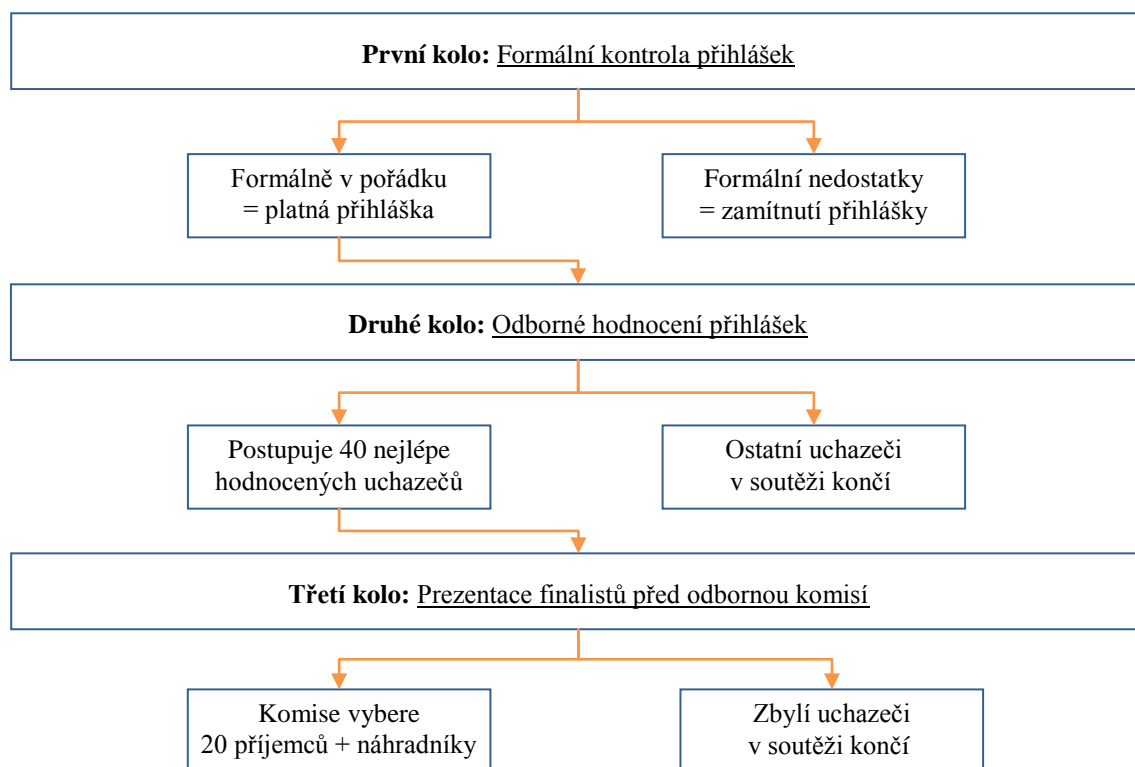 První kolo: Formální kontrola přihlášek
Formálně v pořádku
= platná přihláška
Formální nedostatky
= zamítnutí přihlášky
Druhé kolo: Odborné hodnocení přihlášek
Postupuje 40 nejlépe
hodnocených uchazečů
Ostatní uchazeči
v soutěži končí
Třetí kolo: Prezentace finalistů před odbornou komisí
Komise vybere
20 příjemců + náhradníky
Zbylí uchazeči
v soutěži končí